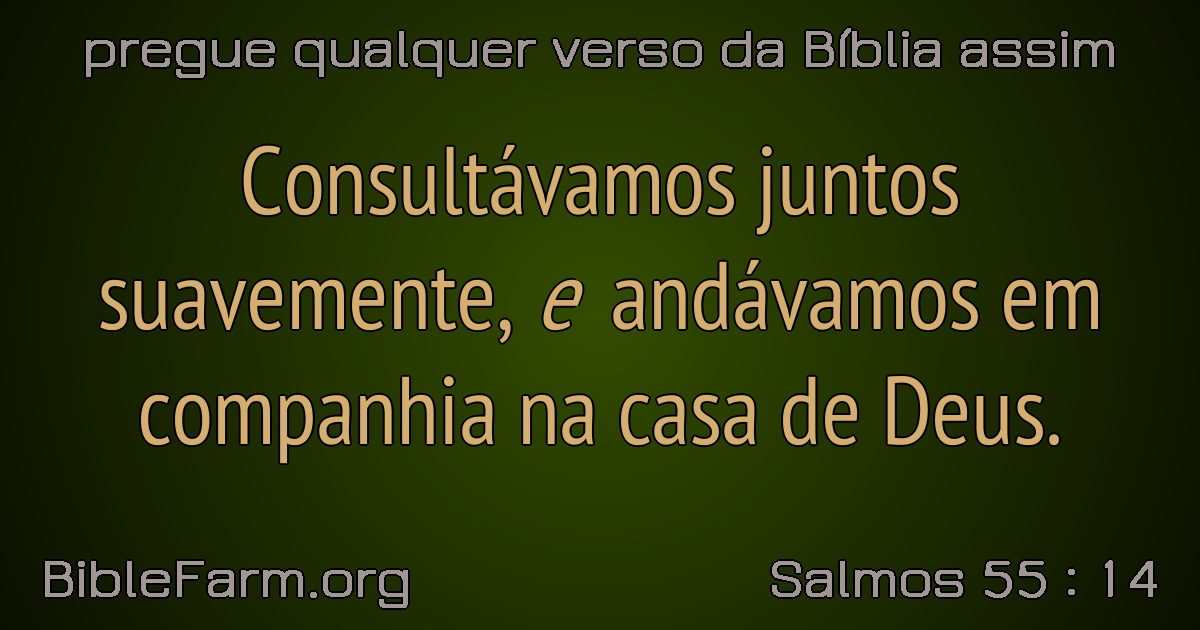 pregue qualquer verso da Bíblia assim
Consultávamos juntos
suavemente, e andávamos em
companhia na casa de Deus.
BibleFarm.org
Salmos 55 : 14